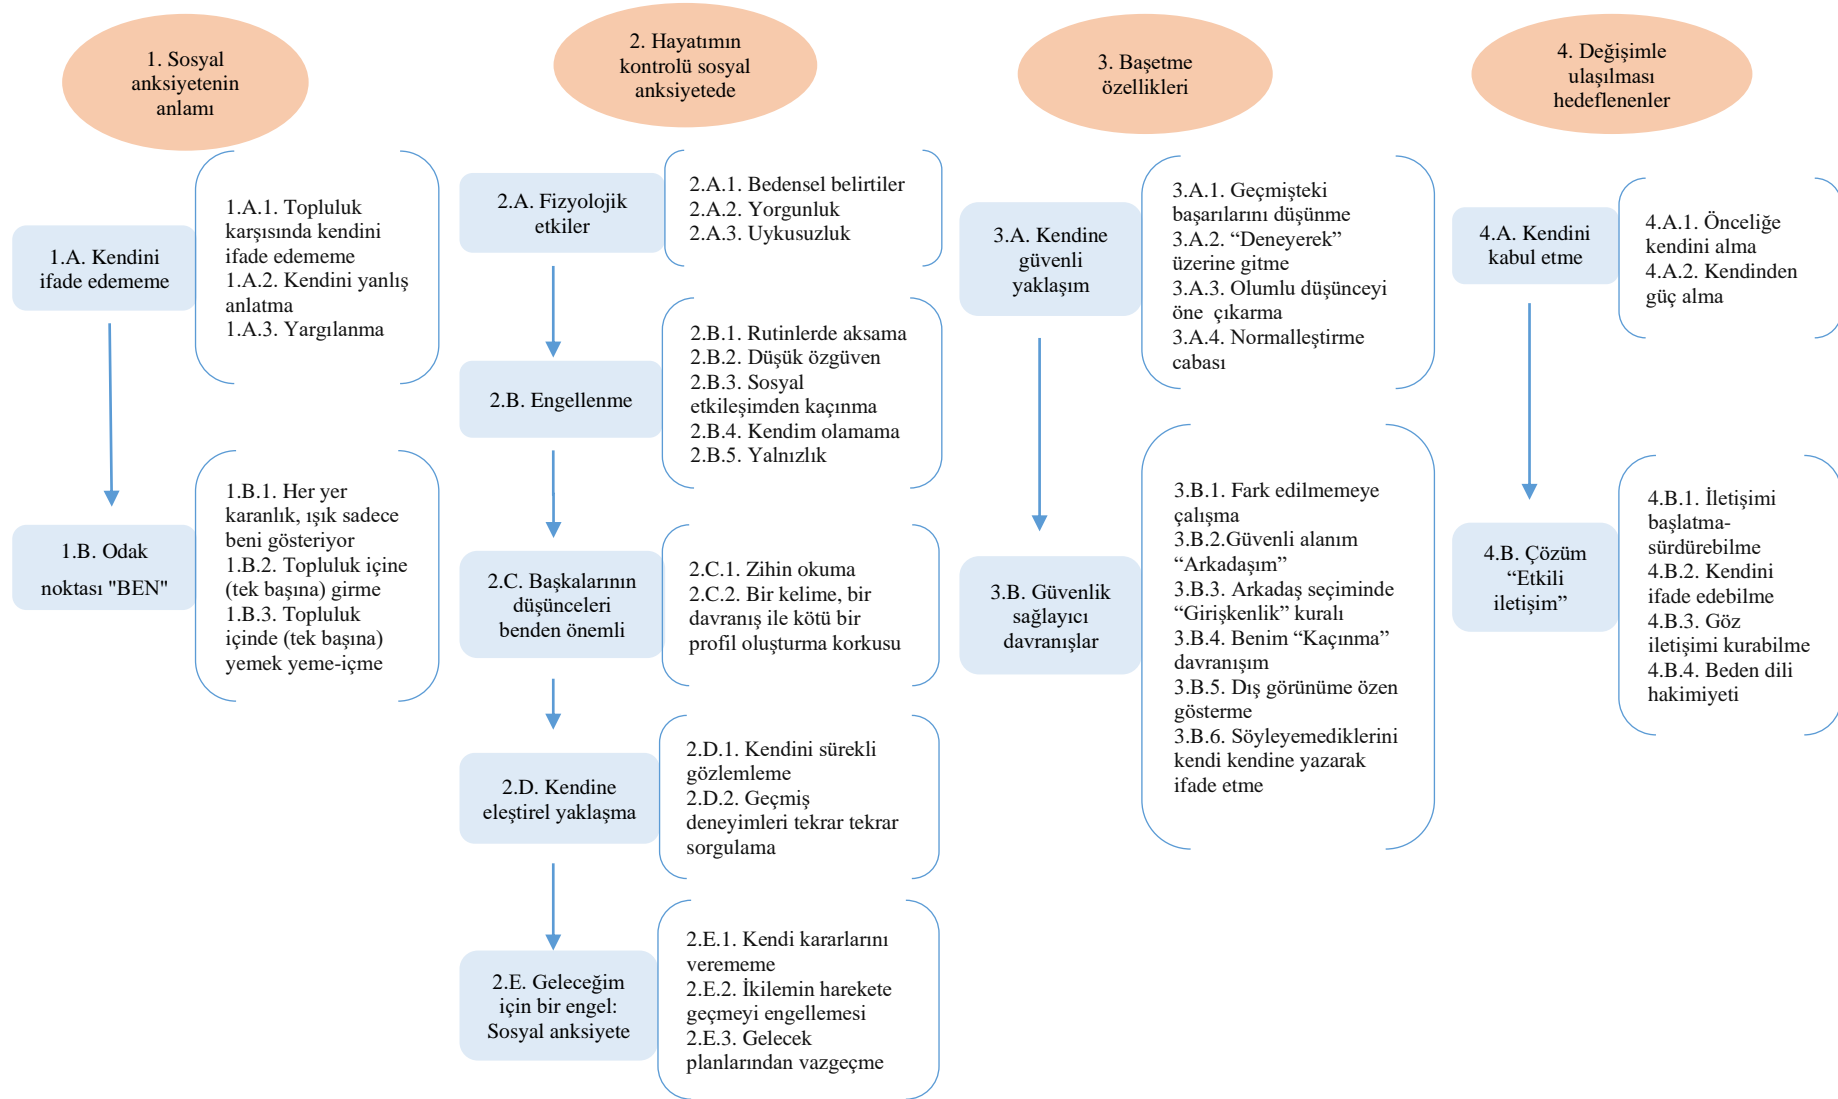 1. Sosyal
anksiyetenin
anlamı
1.A. Kendini
ifade edememe
1.A.1. Topluluk
karşısında kendini
ifade edememe
1.A.2. Kendini yanlış
anlatma
1.A.3. Yargılanma
1.B. Odak
noktası "BEN"
1.B.1. Her yer
karanlık, ışık sadece
beni gösteriyor
1.B.2. Topluluk içine
(tek başına) girme
1.B.3. Topluluk
içinde (tek başına)
yemek yeme-içme
2. Hayatımın
kontrolü sosyal
anksiyetede
2.A. Fizyolojik
etkiler
2.A.1. Bedensel belirtiler
2.A.2. Yorgunluk
2.A.3. Uykusuzluk
2.B. Engellenme
2.B.1. Rutinlerde aksama
2.B.2. Düşük özgüven
2.B.3. Sosyal
etkileşimden kaçınma
2.B.4. Kendim olamama
2.B.5. Yalnızlık
2.C. Başkalarının
düşünceleri
benden önemli
2.C.1. Zihin okuma
2.C.2. Bir kelime, bir
davranış ile kötü bir
profil oluşturma korkusu
2.D. Kendine
eleştirel yaklaşma
2.D.1. Kendini sürekli
gözlemleme
2.D.2. Geçmiş
deneyimleri tekrar tekrar
sorgulama
2.E. Geleceğim
için bir engel:
Sosyal anksiyete
2.E.1. Kendi kararlarını
verememe
2.E.2. İkilemin harekete
geçmeyi engellemesi
2.E.3. Gelecek
planlarından vazgeçme
3. Başetme
özellikleri
3.A. Kendine
güvenli
yaklaşım
3.A.1. Geçmişteki
başarılarını düşünme
3.A.2. “Deneyerek”
üzerine gitme
3.A.3. Olumlu düşünceyi
öne çıkarma
3.A.4. Normalleştirme
cabası
3.B. Güvenlik
sağlayıcı
davranışlar
3.B.1. Fark edilmemeye
çalışma
3.B.2.Güvenli alanım
“Arkadaşım”
3.B.3. Arkadaş seçiminde
“Girişkenlik” kuralı
3.B.4. Benim “Kaçınma”
davranışım
3.B.5. Dış görünüme özen
gösterme
3.B.6. Söyleyemediklerini
kendi kendine yazarak
ifade etme
4. Değişimle
ulaşılması
hedeflenenler
4.A. Kendini
kabul etme
4.A.1. Önceliğe
kendini alma
4.A.2. Kendinden
güç alma
4.B. Çözüm
“Etkili
iletişim”
4.B.1. İletişimi
başlatma-
sürdürebilme
4.B.2. Kendini
ifade edebilme
4.B.3. Göz
iletişimi kurabilme
4.B.4. Beden dili
hakimiyeti